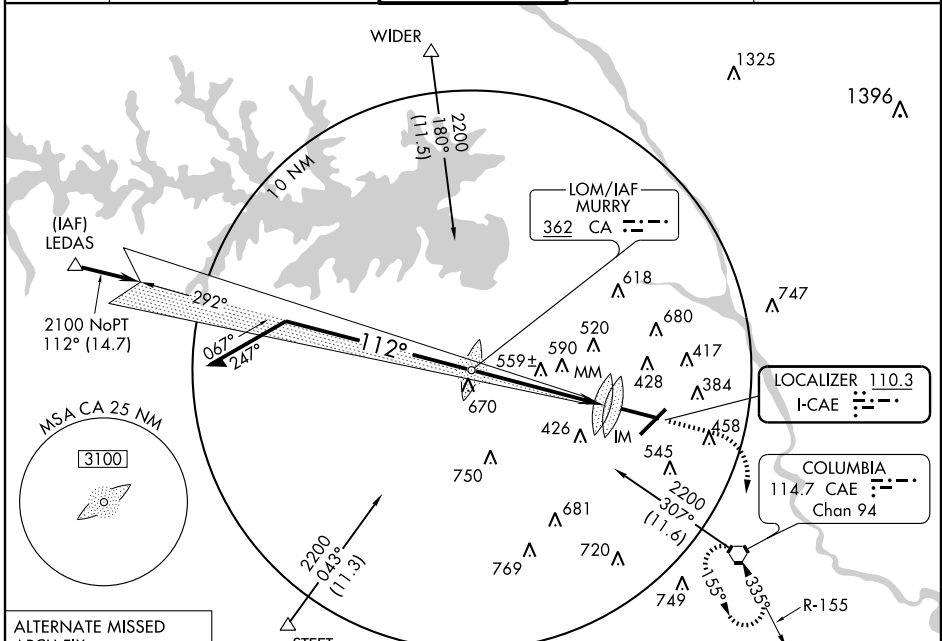 WIDER
1325
1396
2200
180°
(11.5)
10 NM
LOM/IAF
MURRY
362 CA
(IAF)
LEDAS
292°
2100 NoPT
112° (14.7)
067°
247°
112°
618
747
680
520
559±
590
MM
428
417
384
670
LOCALIZER 110.3
I-CAE
MSA CA 25 NM
3100
426
IM
458
545
750
COLUMBIA
114.7 CAE
Chan 94
2200
307°
(11.6)
681
769
720
749
2200
043°
(11.3)
155°
335°
R-155
ALTERNATE MISSED